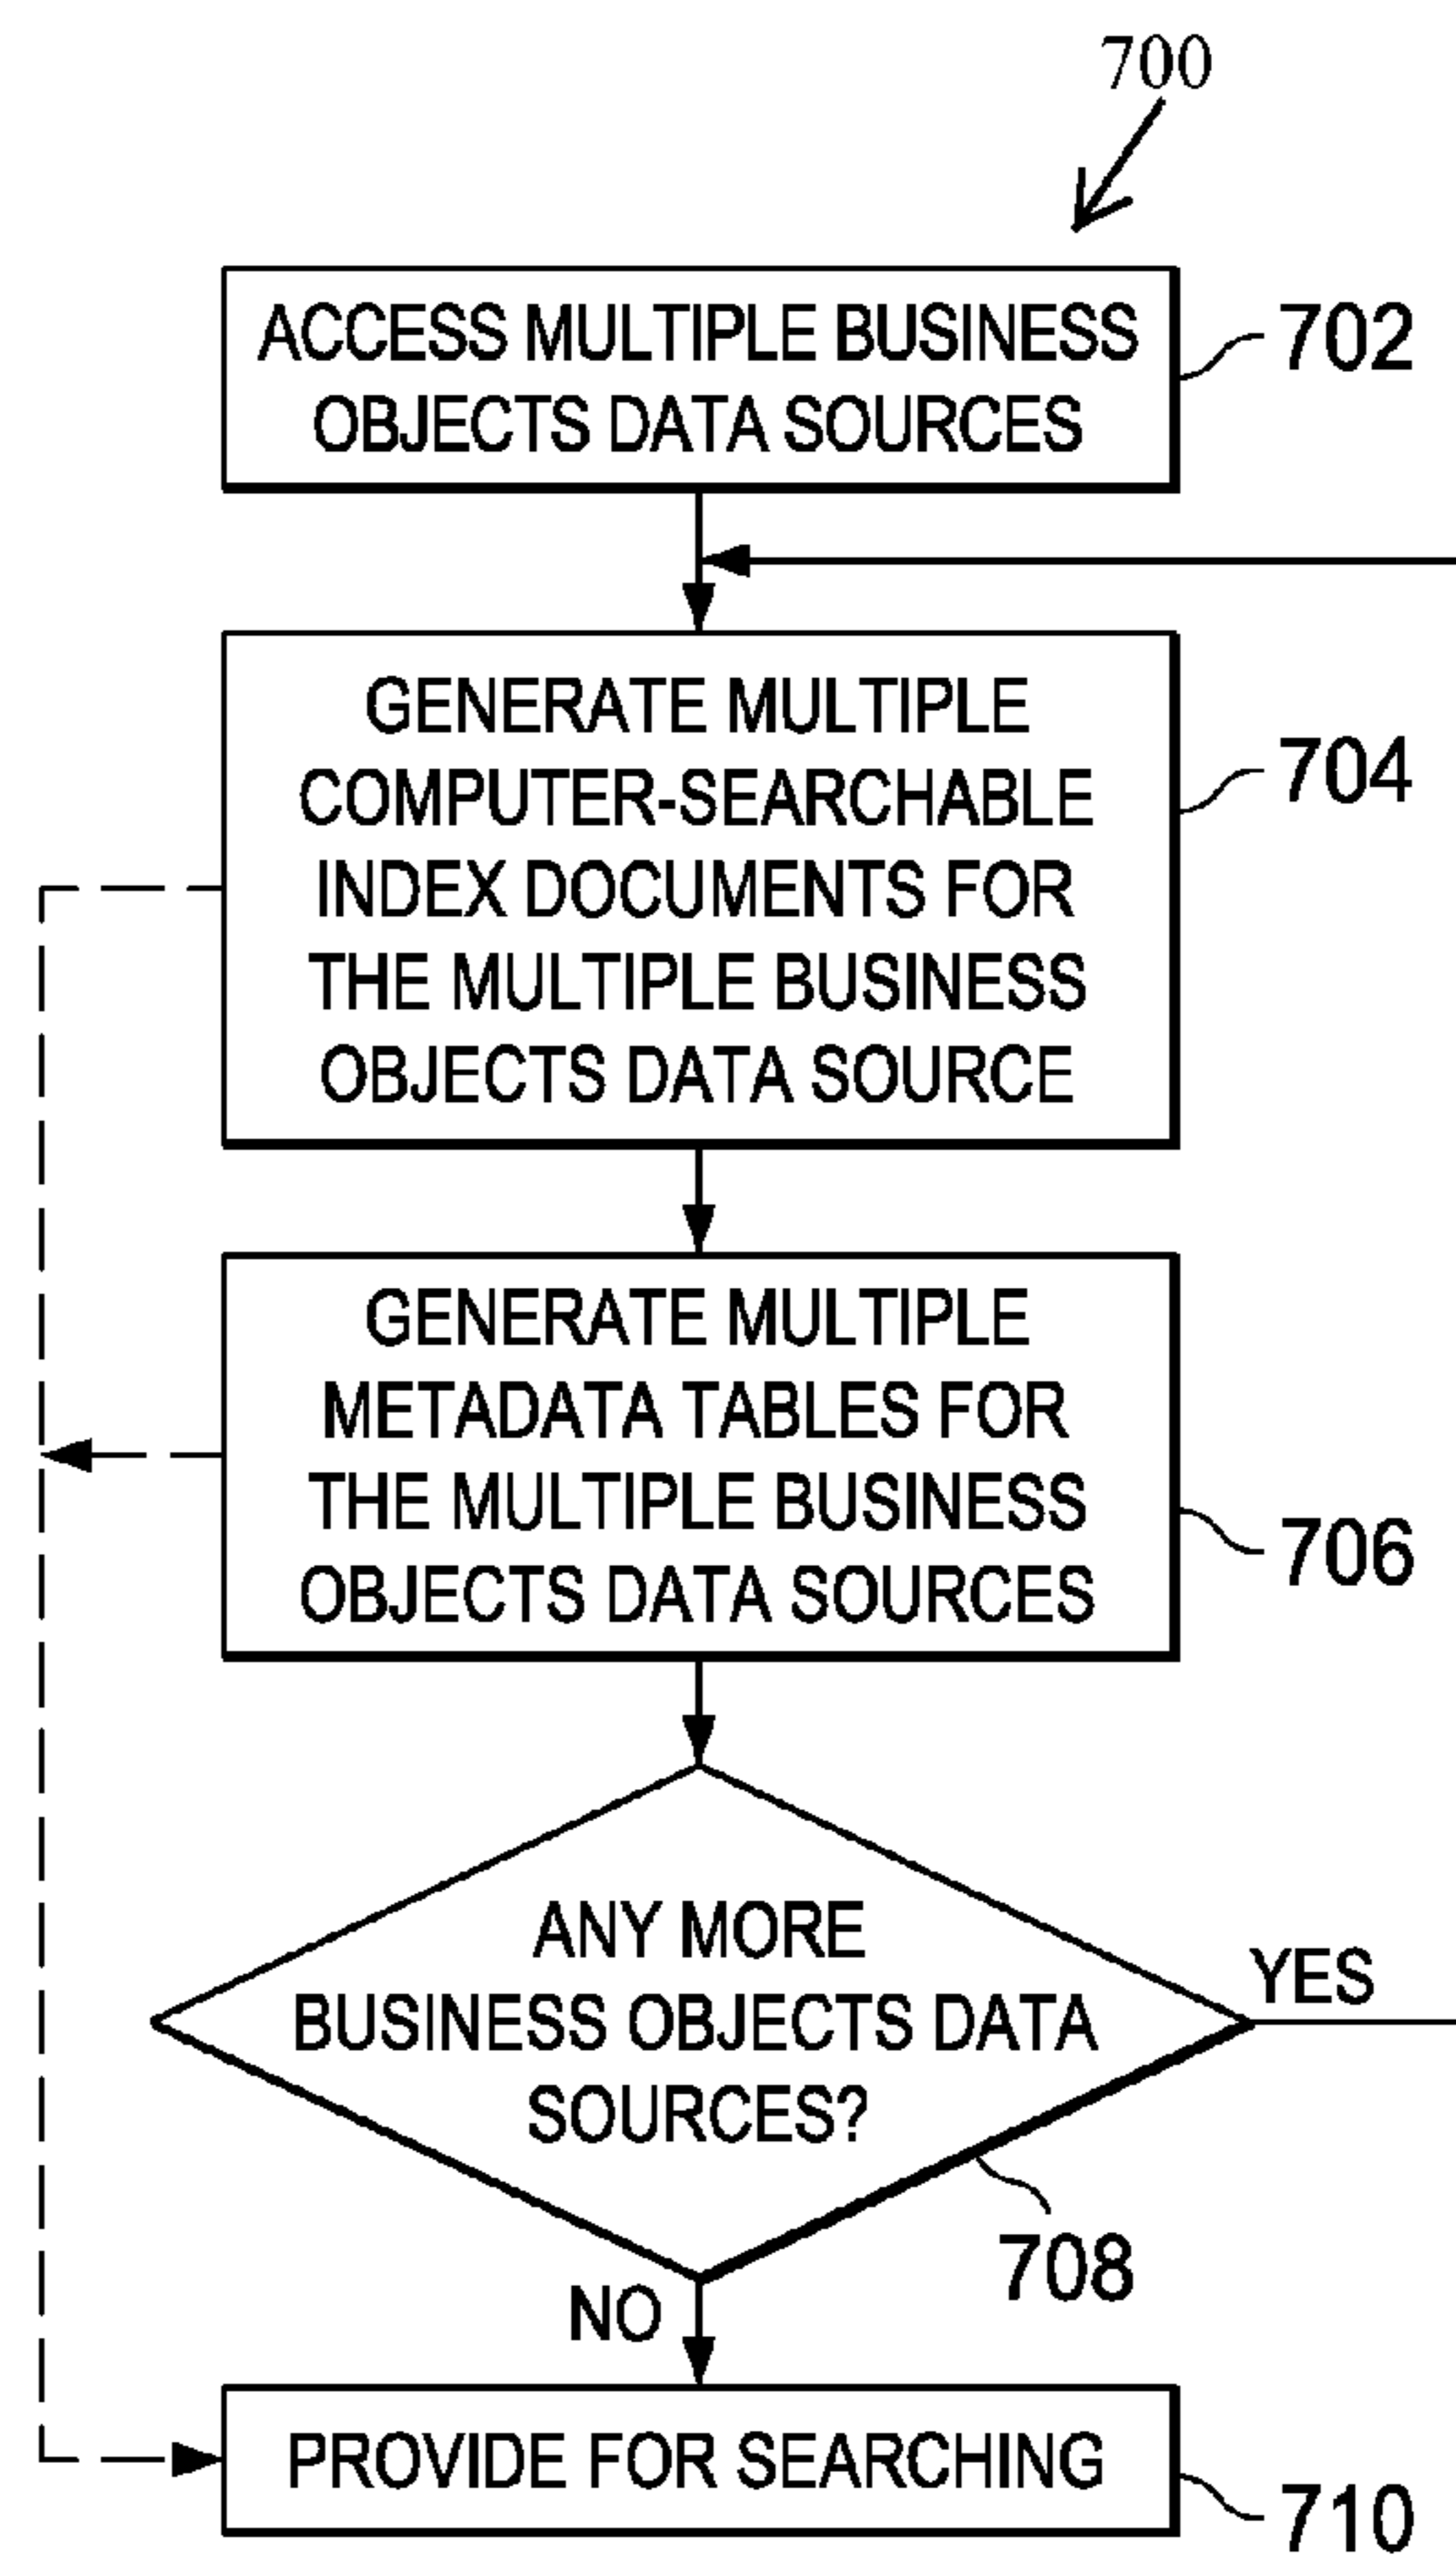 700
ACCESS MULTIPLE BUSINESS
OBJECTS DATA SOURCES
702
GENERATE MULTIPLE
COMPUTER-SEARCHABLE
INDEX DOCUMENTS FOR
THE MULTIPLE BUSINESS
OBJECTS DATA SOURCE
704
GENERATE MULTIPLE
METADATA TABLES FOR
THE MULTIPLE BUSINESS
OBJECTS DATA SOURCES
706
ANY MORE
BUSINESS OBJECTS DATA
SOURCES?
YES
708
NO
PROVIDE FOR SEARCHING
710